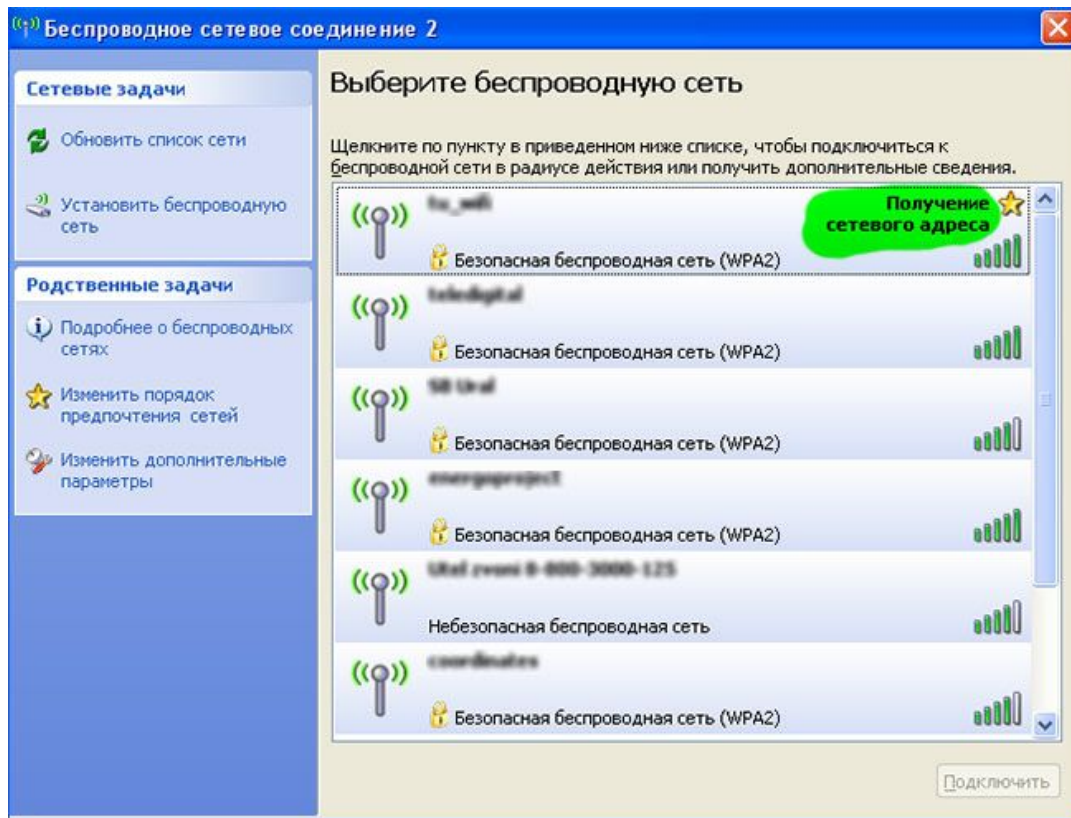 Беспроводное сетевое соединение 2
Сетевые задачи
Обновить список сети
Установить беспроводную
сеть
Родственные задачи
Подробнее о беспроводных
сетях
Изменить порядок
предпочтения сетей
Изменить дополнительные
параметры
Выберите беспроводную сеть
Щелкните по пункту в приведенном ниже списке, чтобы подключиться к
беспроводной сети в радиусе действия или получить дополнительные сведения.
Получение
сетевого адреса
Безопасная беспроводная сеть (WPA2)
Безопасная беспроводная сеть (WPA2)
Безопасная беспроводная сеть (WPA2)
Безопасная беспроводная сеть (WPA2)
Небезопасная беспроводная сеть
Безопасная беспроводная сеть (WPA2)
Подключить